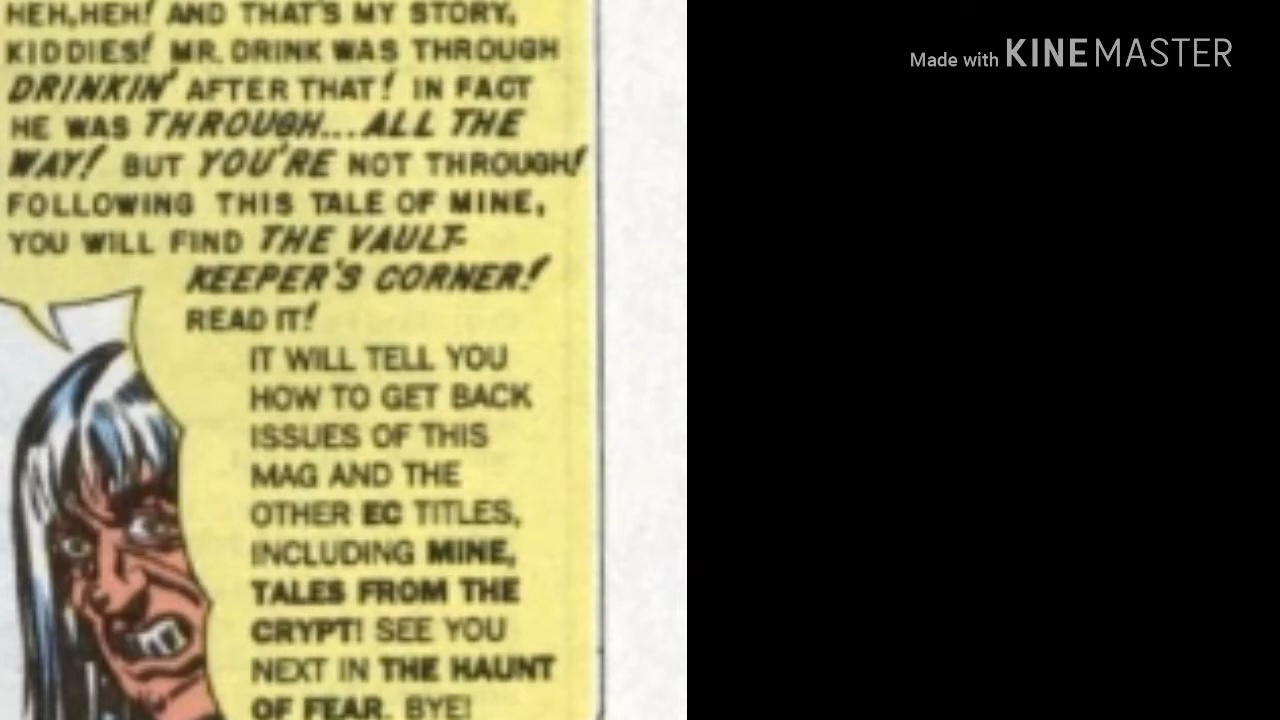 HEH,HEH! AND THAT'S MY STORY,
KIDDIES! MR. DRINK WAS THROUGH
DRINKIN' AFTER THAT! IN FACT
HE WAS THROUGH...ALL THE
WAY! BUT YOU'RE NOT THROUGH!
FOLLOWING THIS TALE OF MINE,
YOU WILL FIND THE VAULT-
KEEPER'S CORNER!
READ IT!
IT WILL TELL YOU
HOW TO GET BACK
ISSUES OF THIS
MAG AND THE
OTHER EC TITLES,
INCLUDING MINE,
TALES FROM THE
CRYPT! SEE YOU
NEXT IN THE HAUNT
OF FEAR. BYE!
Made with KINEMASTER